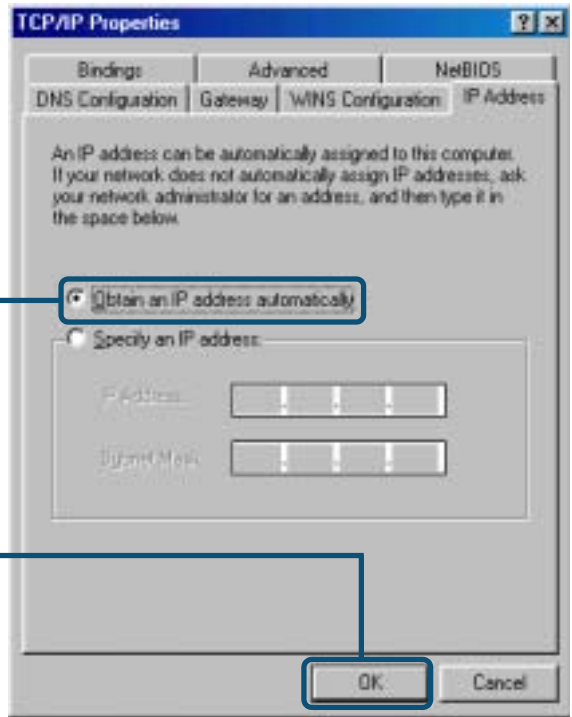 TCP/IP Properties
Bindings Advanced NetBIOS
DNS Configuration Gateway WINS Configuration IP Address
An IP address can be automatically assigned to this computer.
If your network does not automatically assign IP addresses, ask
your network administrator for an address, and then type it in
the space below.
Obtain an IP address automatically
Specify an IP address:
IP Address:
Subnet Mask:
OK Cancel